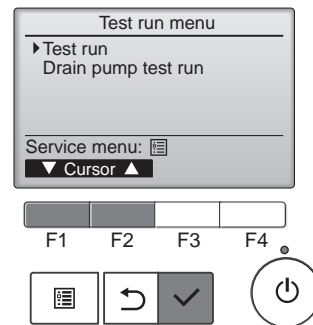 Test run menu
Test run
Drain pump test run
Service menu:
▼ Cursor ▲
F1 F2 F3 F4